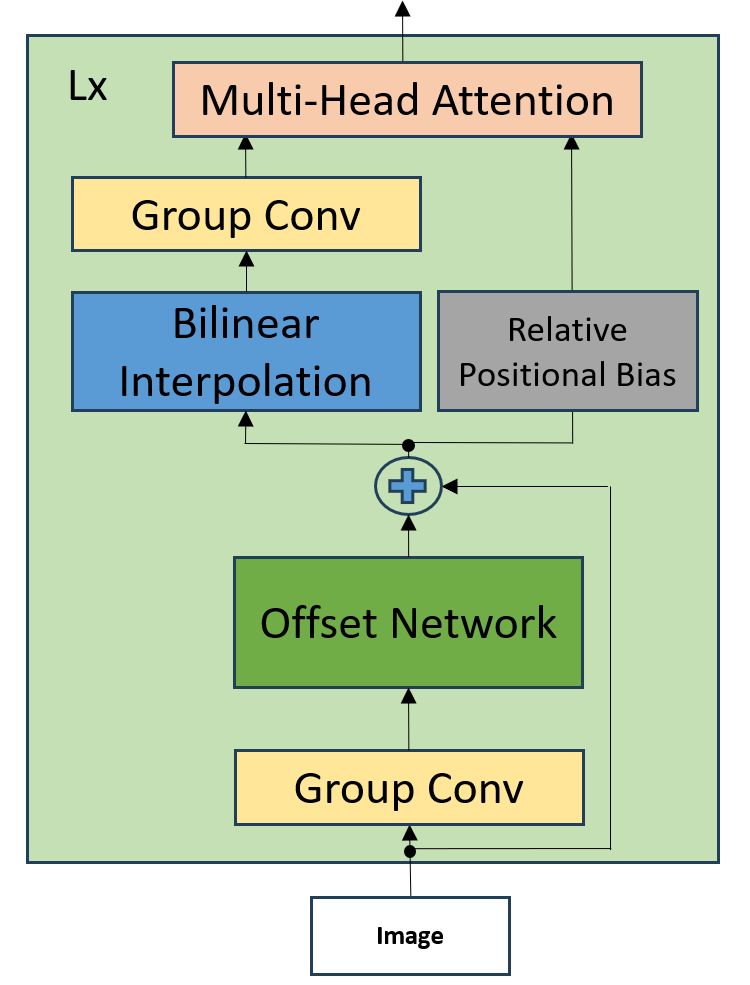 Lx
Multi-Head Attention
Group Conv
Bilinear
Interpolation
Relative
Positional Bias
Offset Network
Group Conv
Image